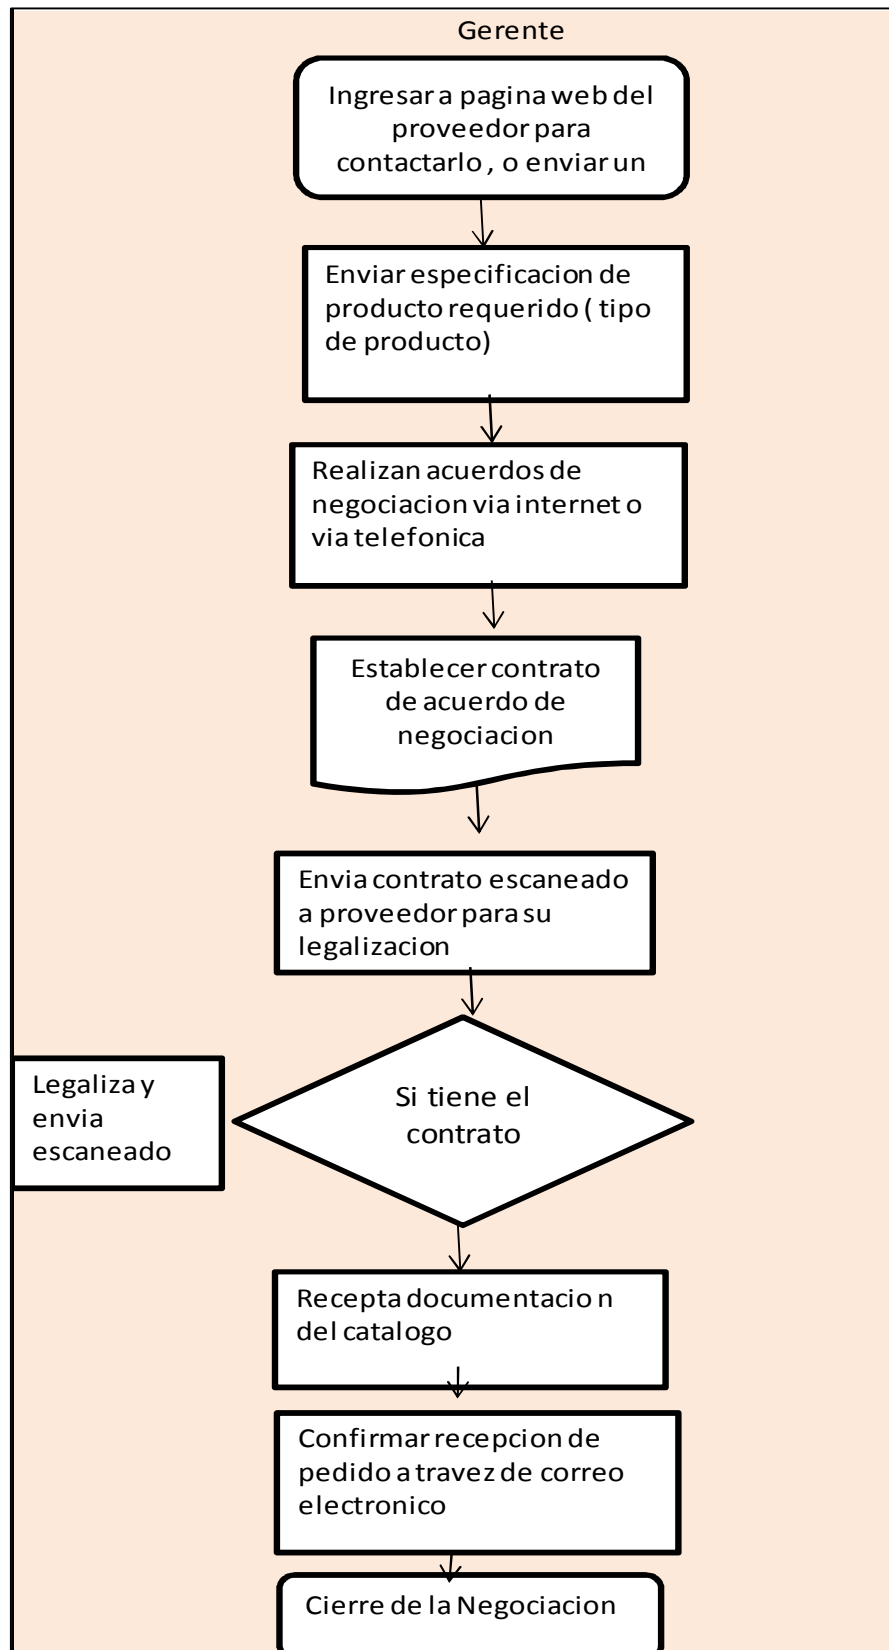 Gerente
Ingresar a pagina web del
proveedor para
contactarlo , o enviar un
Enviar especificacion de
producto requerido ( tipo
de producto)
Realizan acuerdos de
negociacion via internet o
via telefonica
Establecer contrato
de acuerdo de
negociacion
Envia contrato escaneado
a proveedor para su
legalizacion
Si tiene el
contrato
Legaliza y
envia
escaneado
Recepta documentacio n
del catalogo
Confirmar recepcion de
pedido a travez de correo
electronico
Cierre de la Negociacion